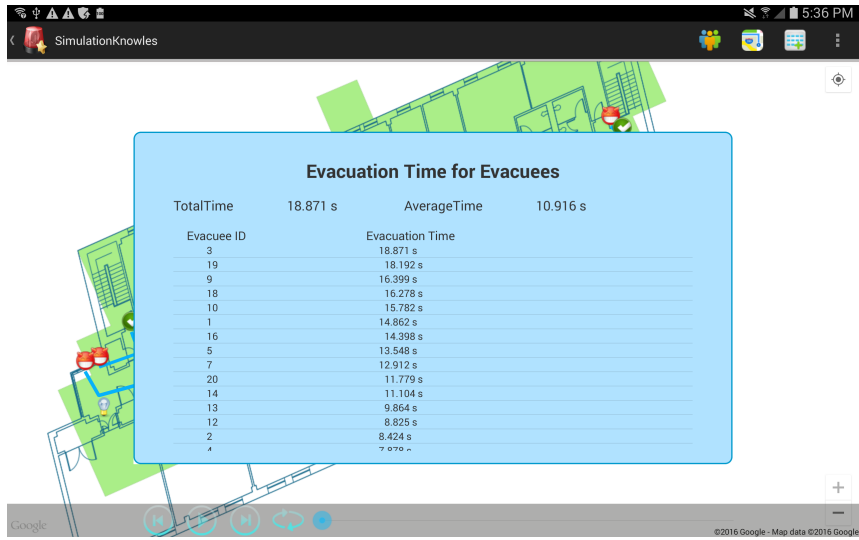 5:36 PM
SimulationKnowles
Evacuation Time for Evacuees
TotalTime 18.871 s AverageTime 10.916 s
Evacuee ID Evacuation Time
3 18.871 s
19 18.192 s
9 16.399 s
18 16.278 s
10 15.782 s
1 14.862 s
16 14.398 s
5 13.548 s
7 12.912 s
20 11.779 s
14 11.104 s
13 9.864 s
12 8.825 s
2 8.424 s
4 7.878 s
Google
©2016 Google - Map data ©2016 Google